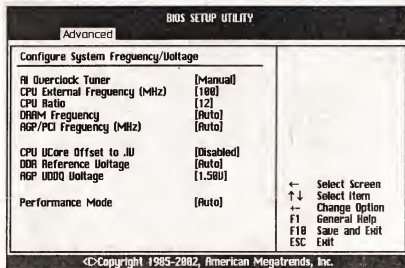 BIOS SETUP UTILITY
Advanced
Configure System Frequency/Voltage
AI Overclock Tuner [Manual]
CPU External Frequency (MHz) [100]
CPU Ratio [12]
DRAM Frequency [Auto]
AGP/PCI Frequency (MHz) [Auto]
CPU VCore Offset to .1V [Disabled]
DDR Reference Voltage [Auto]
AGP VDDQ Voltage [1.50V]
Performance Mode [Auto]
← Select Screen
↑↓ Select Item
+- Change Option
F1 General Help
F10 Save and Exit
ESC Exit
<C>Copyright 1985-2002, American Megatrends, Inc.